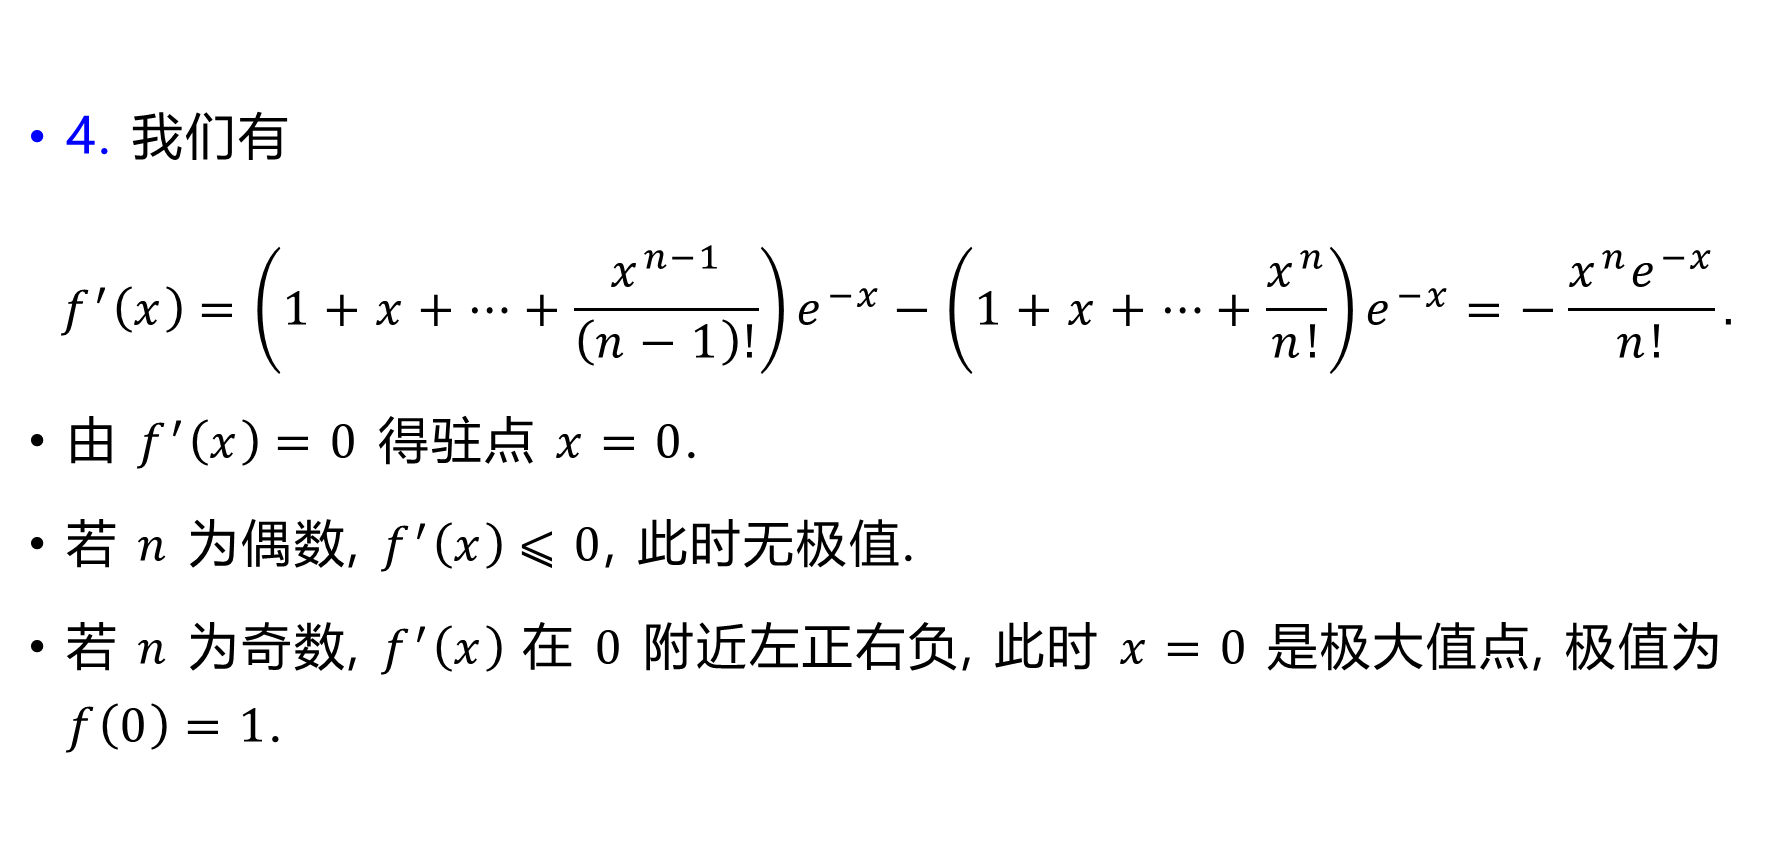 • 4. 我们有
f′(x) = (1 + x + ⋯ + x^{n−1}/(n − 1)!) e^{−x} − (1 + x + ⋯ + x^n/n!) e^{−x} = − x^n e^{−x}/n!.
• 由 f′(x) = 0 得驻点 x = 0.
• 若 n 为偶数, f′(x) ⩽ 0, 此时无极值.
• 若 n 为奇数, f′(x) 在 0 附近左正右负, 此时 x = 0 是极大值点, 极值为
f(0) = 1.